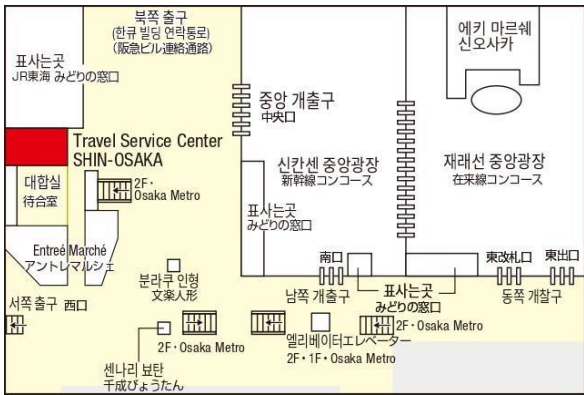 북쪽 출구
(한큐 빌딩 연락통로)
(阪急ビル連絡通路)
에키 마르쉐
신오사카
표사는곳
JR東海 みどりの窓口
중앙 개출구
中央口
Travel Service Center
SHIN-OSAKA
신칸센 중앙광장
新幹線コンコース
재래선 중앙광장
在来線コンコース
대합실
待合室
2F・
Osaka Metro
표사는곳
みどりの窓口
Entreé Marché
アントレマルシェ
분라쿠 인형
文楽人形
南口
남쪽 개출구
표사는곳
みどりの窓口
東改札口
東出口
동쪽 개찰구
서쪽 출구 西口
2F・Osaka Metro
엘리베이터エレベーター
2F・1F・Osaka Metro
2F・Osaka Metro
센나리 뵤탄
千成びょうたん